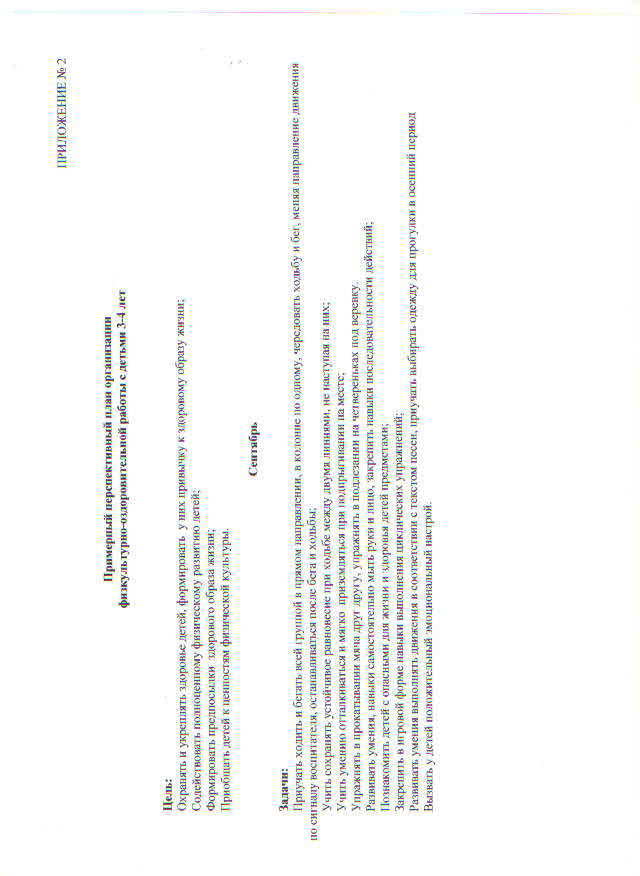 ПРИЛОЖЕНИЕ № 2
Примерный перспективный план организации
физкультурно-оздоровительной работы с детьми 3-4 лет
Цель:
Охранять и укреплять здоровье детей, формировать у них привычку к здоровому образу жизни;
Содействовать полноценному физическому развитию детей;
Формировать предпосылки здорового образа жизни;
Приобщать детей к ценностям физической культуры.
Сентябрь
Задачи:
Приучать ходить и бегать всей группой в прямом направлении, в колонне по одному, чередовать ходьбу и бег, меняя направление движения
по сигналу воспитателя, останавливаться после бега и ходьбы;
Учить сохранять устойчивое равновесие при ходьбе между двумя линиями, не наступая на них;
Учить умению отталкиваться и мягко приземляться при подпрыгивании на месте;
Упражнять в прокатывании мяча друг другу, упражнять в подлезании на четвереньках под веревку.
Развивать умения, навыки самостоятельно мыть руки и лицо, закрепить навыки последовательности действий;
Познакомить детей с опасными для жизни и здоровья детей предметами;
Закрепить в игровой форме навыки выполнения циклических упражнений;
Развивать умения выполнять движения в соответствии с текстом песен, приучать выбирать одежду для прогулки в осенний период
Вызвать у детей положительный эмоциональный настрой.